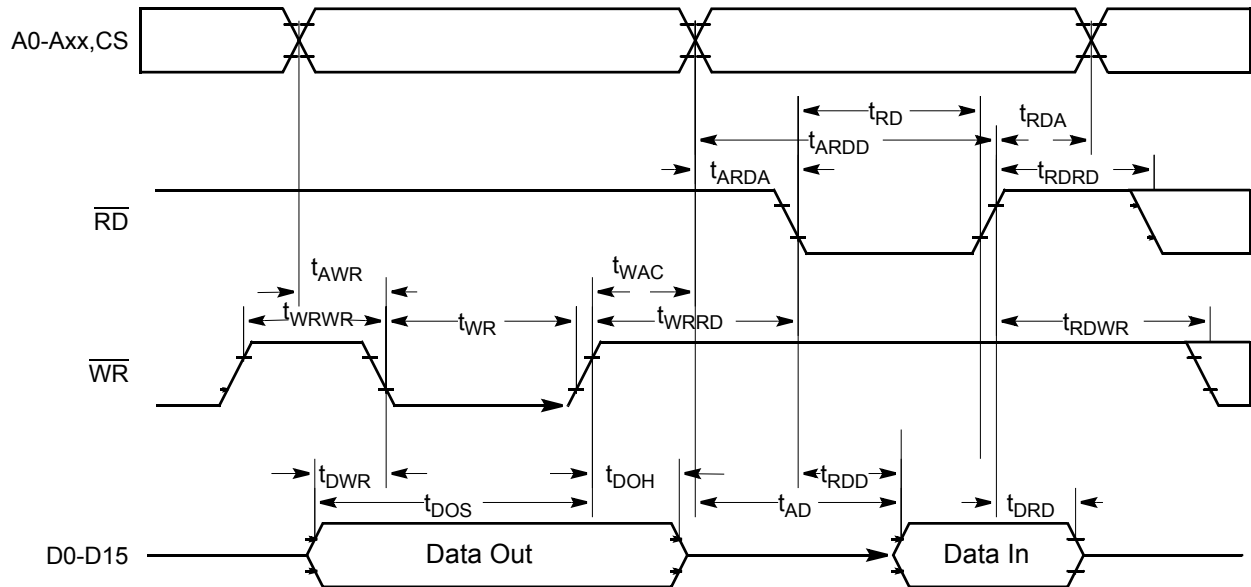 A0-Axx,CS
tRD
tRDA
tARDD
tARDA
tRDRD
RD
tAWR
tWAC
tWRWR
tWR
tWRRD
tRDWR
WR
tDWR
tDOH
tRDD
tDOS
tAD
tDRD
D0-D15
Data Out
Data In